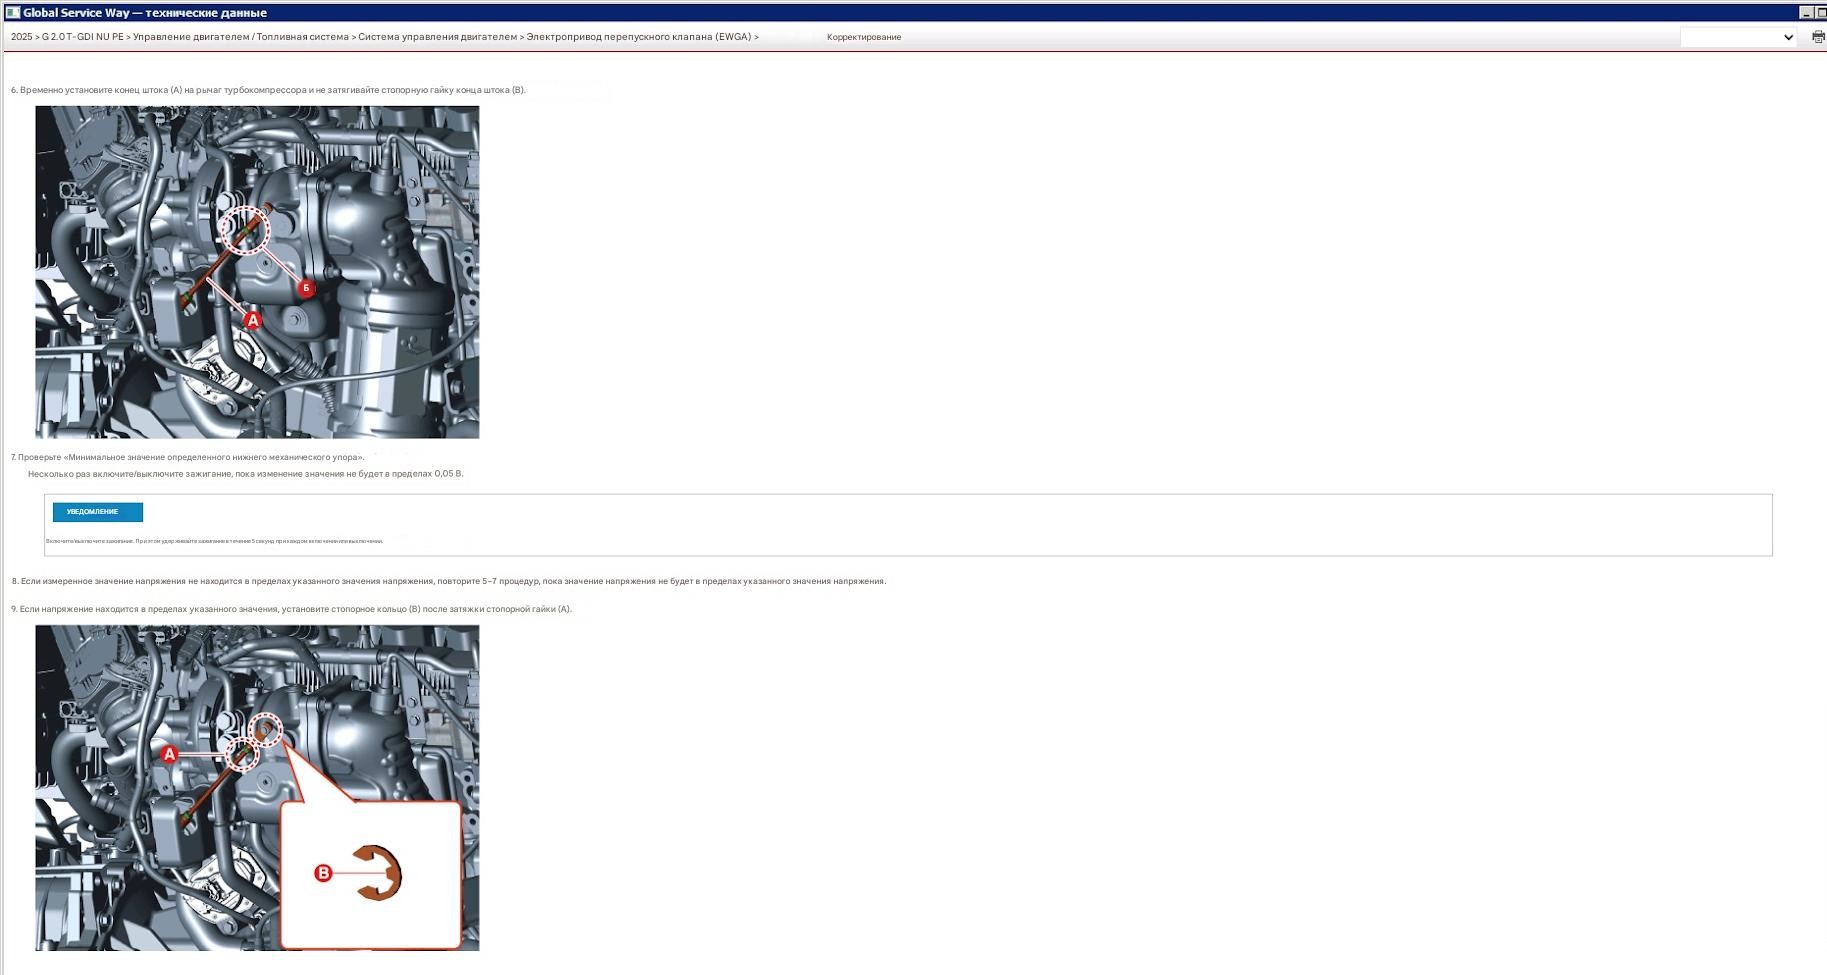 Global Service Way — технические данные
2025 > G 2.0 T-GDI NU PE > Управление двигателем / Топливная система > Система управления двигателем > Электропривод перепускного клапана (EWGA) > Корректирование
6. Временно установите конец штока (A) на рычаг турбокомпрессора и не затягивайте стопорную гайку конца штока (B).
Б
A
7. Проверьте «Минимальное значение определенного нижнего механического упора».
Несколько раз включите/выключите зажигание, пока изменение значения не будет в пределах 0,05 В.
УВЕДОМЛЕНИЕ
Включите/выключите зажигание. При этом удерживайте зажигание в течение 5 секунд при каждом включении или выключении.
8. Если измеренное значение напряжения не находится в пределах указанного значения напряжения, повторите 5–7 процедур, пока значение напряжения не будет в пределах указанного значения напряжения.
9. Если напряжение находится в пределах указанного значения, установите стопорное кольцо (B) после затяжки стопорной гайки (A).
A
B